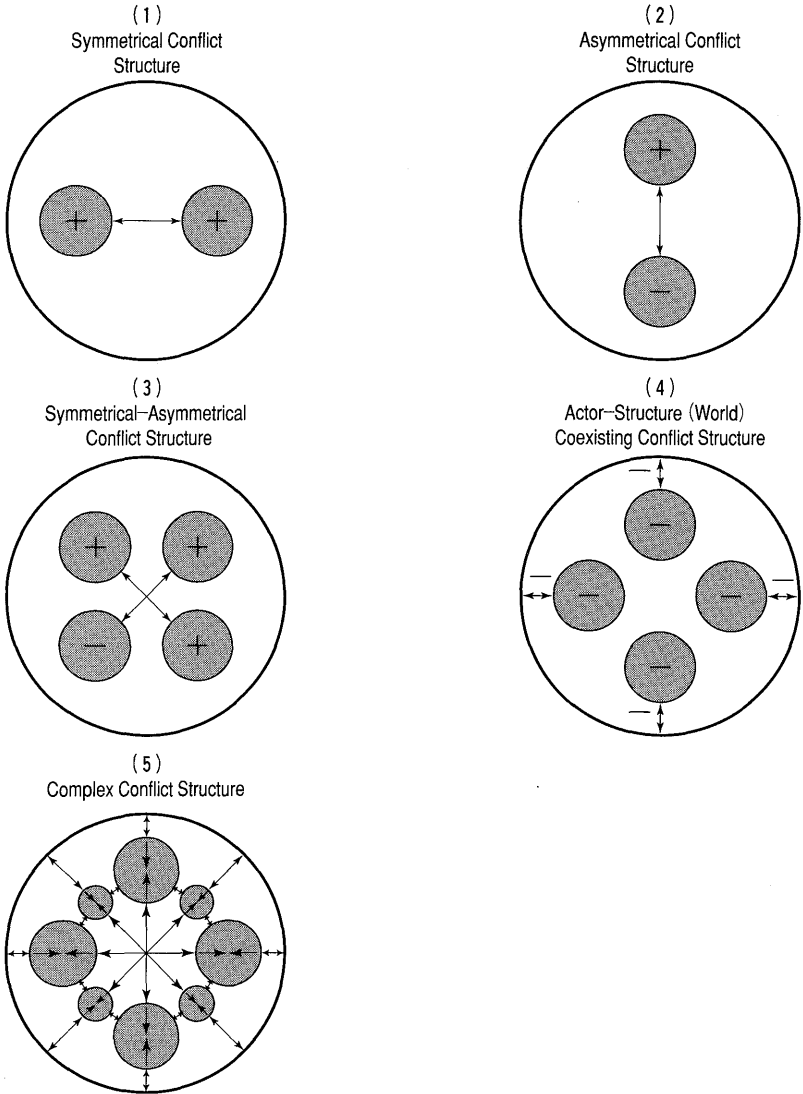 (1)
Symmetrical Conflict
Structure
+
+
(2)
Asymmetrical Conflict
Structure
+
−
(3)
Symmetrical–Asymmetrical
Conflict Structure
+
+
−
+
(4)
Actor–Structure (World)
Coexisting Conflict Structure
−
−
−
−
−
−
−
−
(5)
Complex Conflict Structure